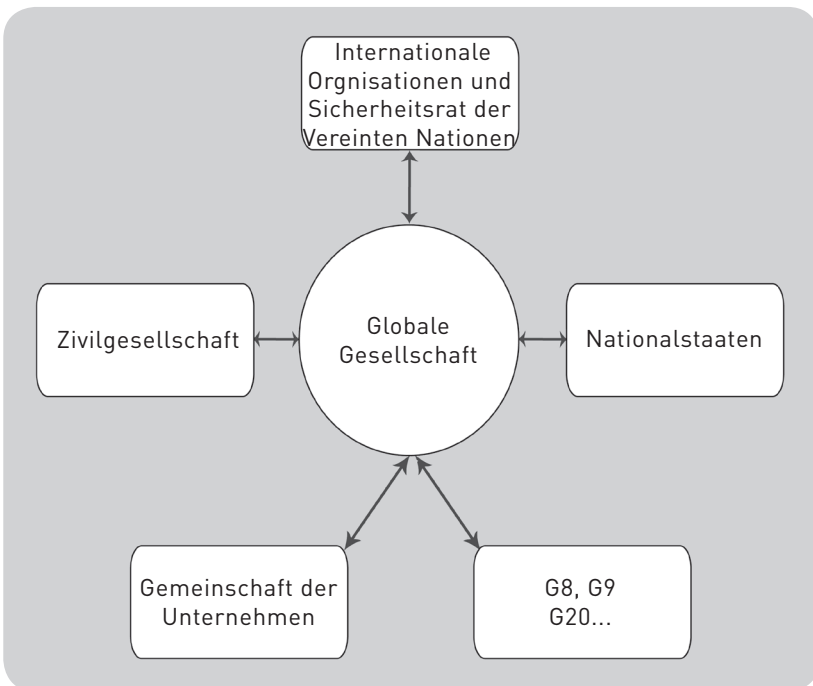 Internationale
Orgnisationen und
Sicherheitsrat der
Vereinten Nationen
Zivilgesellschaft
Globale
Gesellschaft
Nationalstaaten
Gemeinschaft der
Unternehmen
G8, G9
G20...